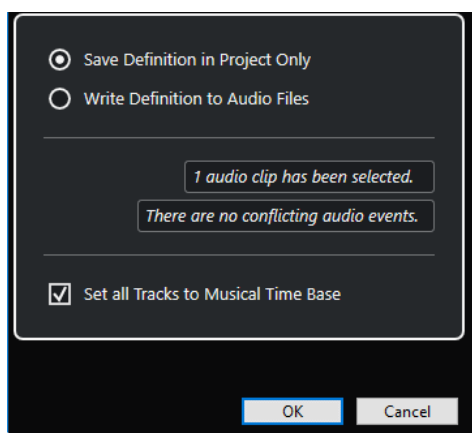 Save Definition in Project Only
Write Definition to Audio Files
1 audio clip has been selected.
There are no conflicting audio events.
Set all Tracks to Musical Time Base
OK Cancel